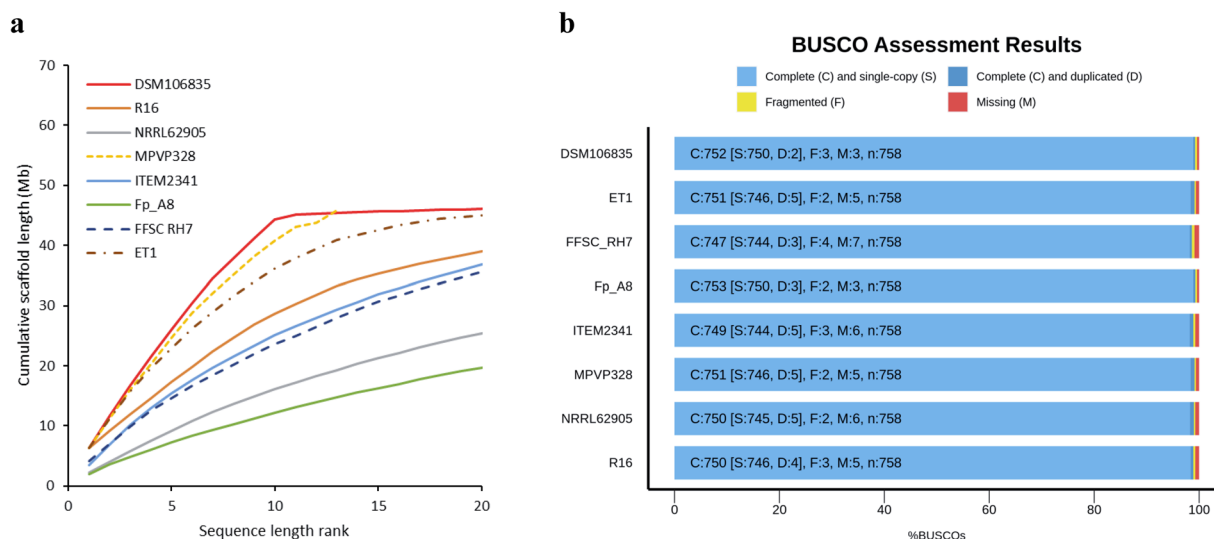 a
70
60
50
40
30
20
10
0
Cumulative scaffold length (Mb)
DSM106835
R16
NRRL62905
MPVP328
ITEM2341
Fp_A8
FFSC RH7
ET1
0 5 10 15 20
Sequence length rank
b
BUSCO Assessment Results
Complete (C) and single-copy (S) Complete (C) and duplicated (D)
Fragmented (F) Missing (M)
DSM106835 C:752 [S:750, D:2], F:3, M:3, n:758
ET1 C:751 [S:746, D:5], F:2, M:5, n:758
FFSC_RH7 C:747 [S:744, D:3], F:4, M:7, n:758
Fp_A8 C:753 [S:750, D:3], F:2, M:3, n:758
ITEM2341 C:749 [S:744, D:5], F:3, M:6, n:758
MPVP328 C:751 [S:746, D:5], F:2, M:5, n:758
NRRL62905 C:750 [S:745, D:5], F:2, M:6, n:758
R16 C:750 [S:746, D:4], F:3, M:5, n:758
0 20 40 60 80 100
%BUSCOs